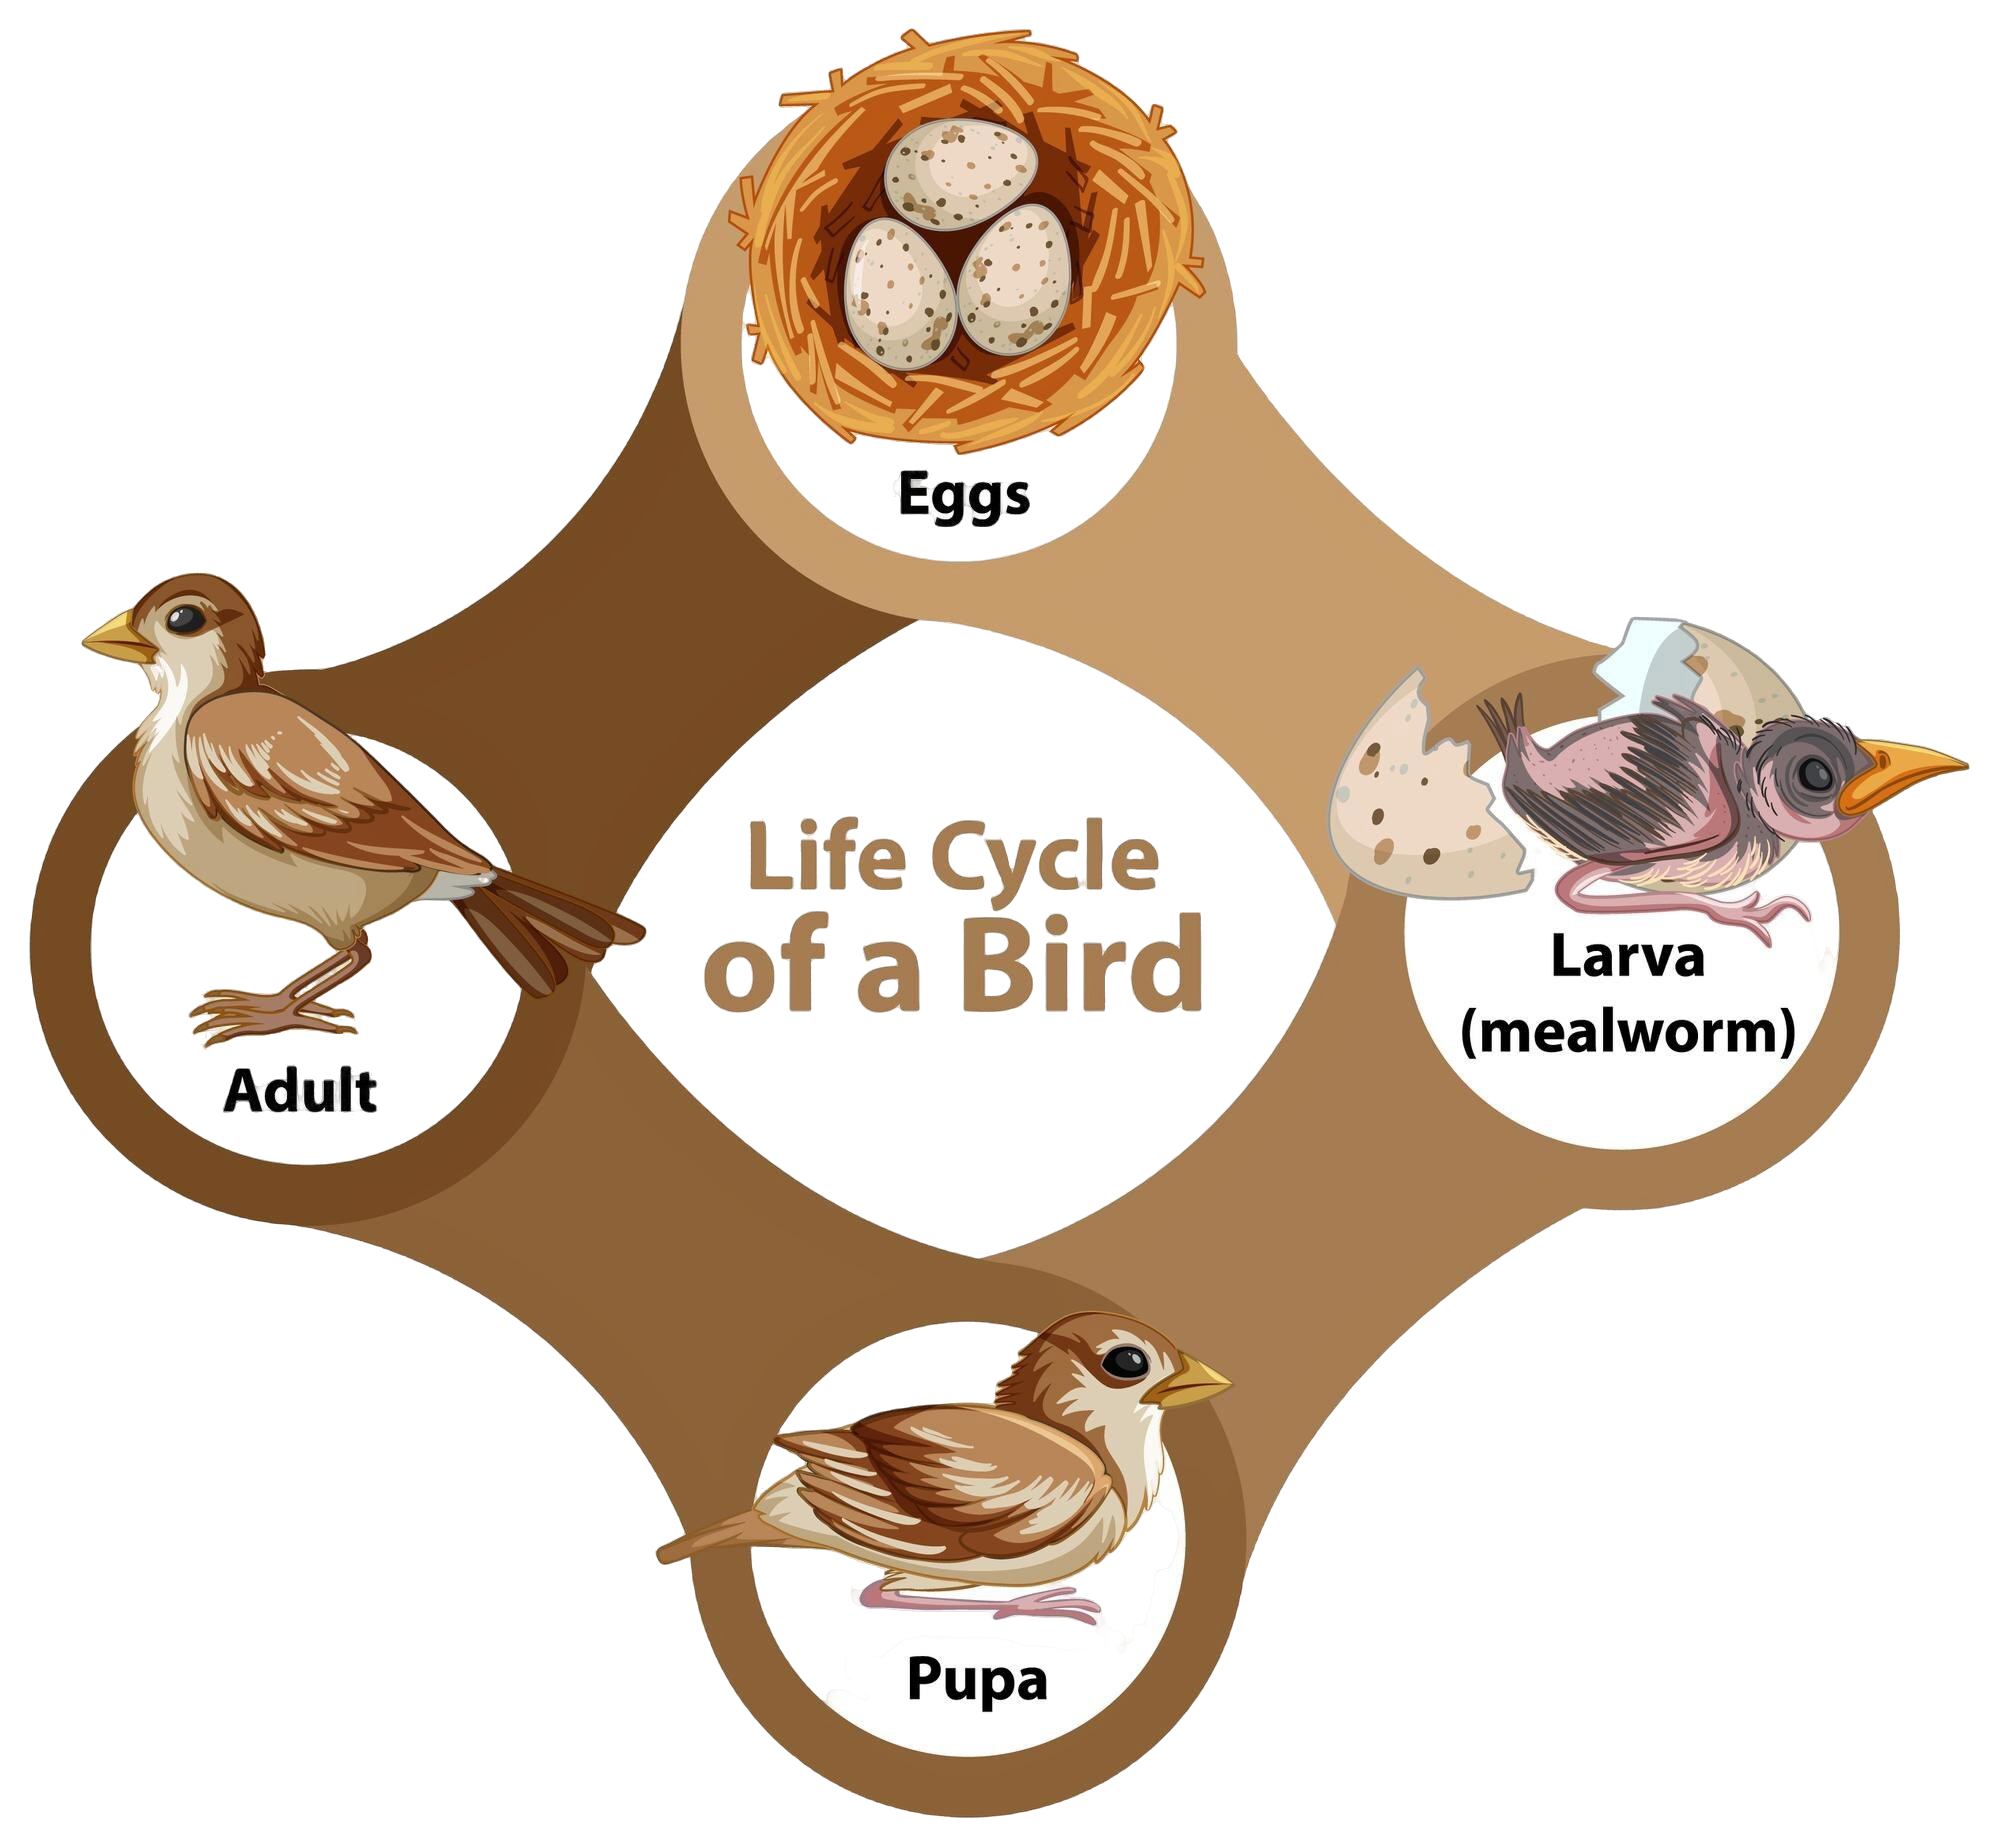 Eggs
Life Cycle
of a Bird
Larva
(mealworm)
Adult
Pupa